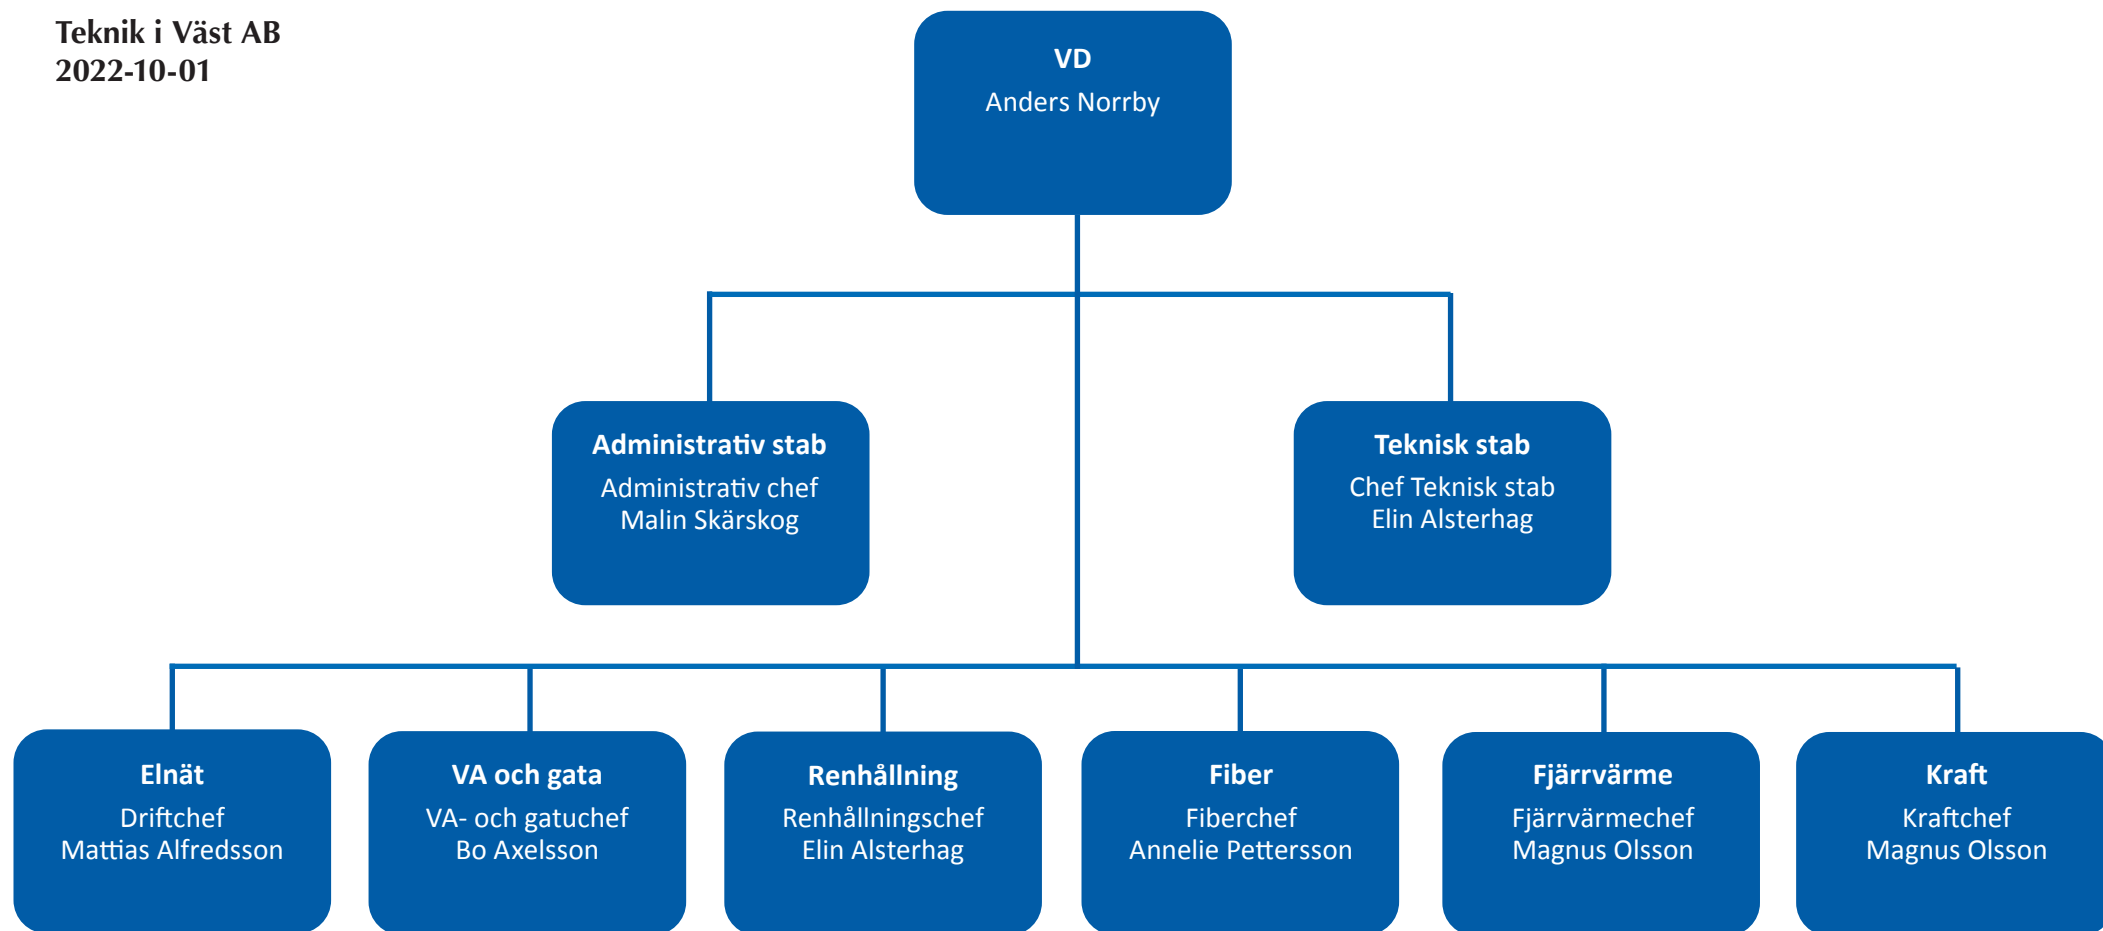 Teknik i Väst AB
2022-10-01
VD
Anders Norrby
Administrativ stab
Administrativ chef
Malin Skärskog
Teknisk stab
Chef Teknisk stab
Elin Alsterhag
Elnät
Driftchef
Mattias Alfredsson
VA och gata
VA- och gatuchef
Bo Axelsson
Renhållning
Renhållningschef
Elin Alsterhag
Fiber
Fiberchef
Annelie Pettersson
Fjärrvärme
Fjärrvärmechef
Magnus Olsson
Kraft
Kraftchef
Magnus Olsson